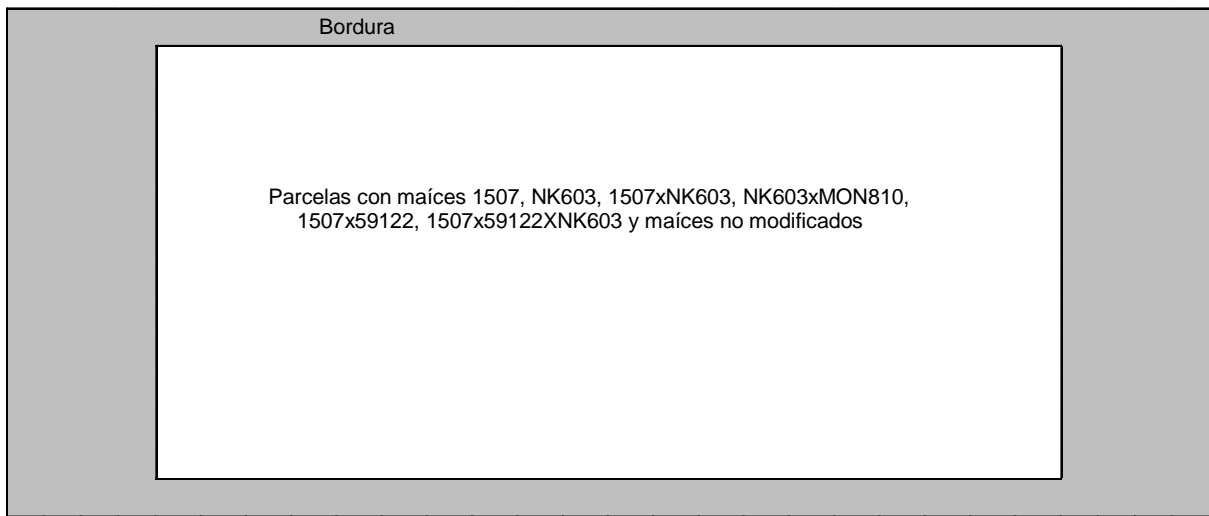 Bordura
Parcelas con maíces 1507, NK603, 1507xNK603, NK603xMON810,
1507x59122, 1507x59122XNK603 y maíces no modificados